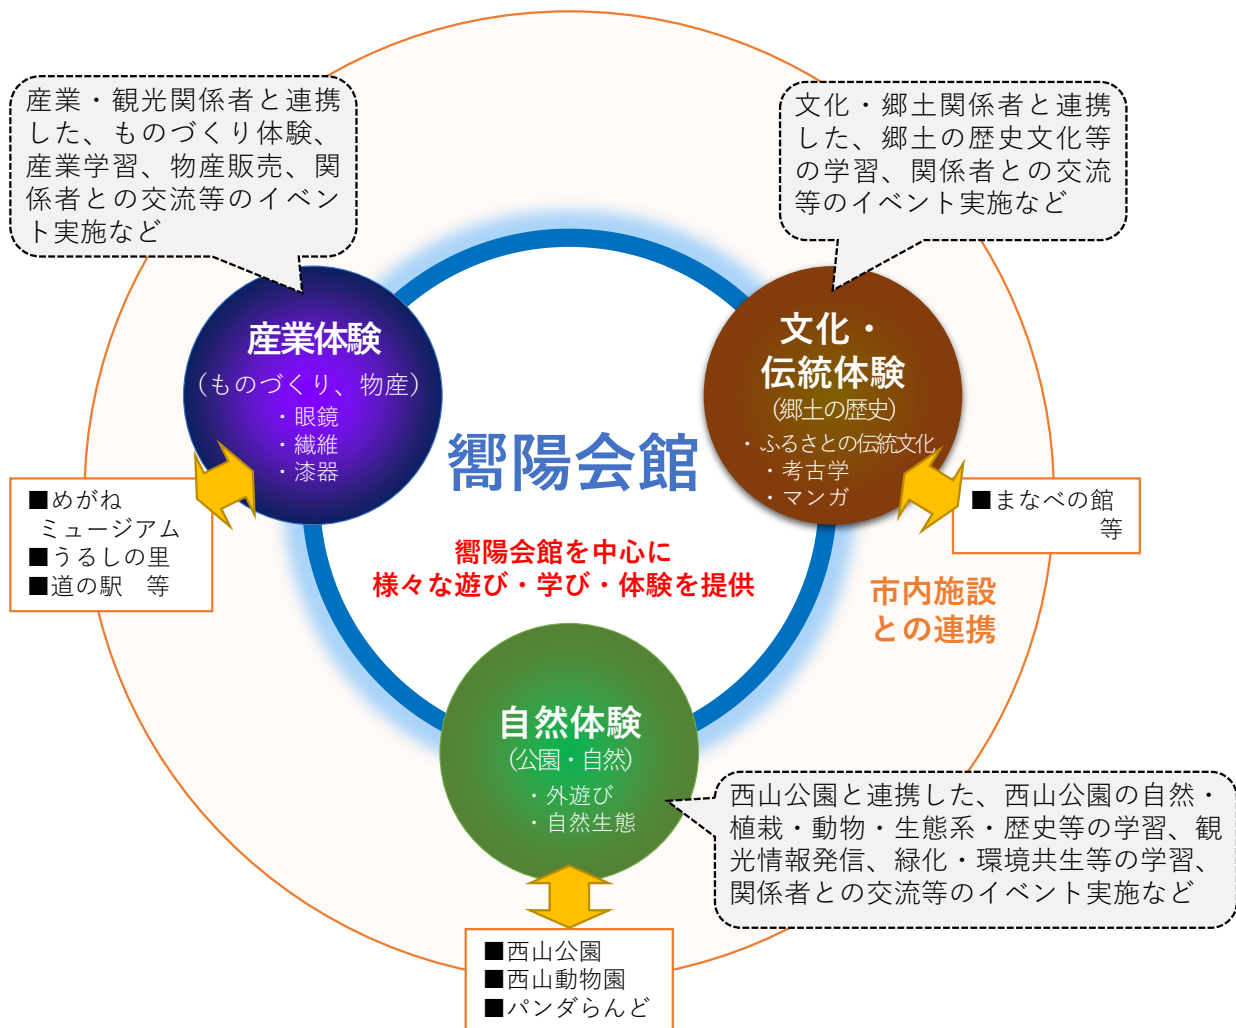 産業・観光関係者と連携
した、ものづくり体験、
産業学習、物産販売、関
係者との交流等のイベン
ト実施など
文化・郷土関係者と連携
した、郷土の歴史文化等
の学習、関係者との交流
等のイベント実施など
産業体験
（ものづくり、物産）
・眼鏡
・繊維
・漆器
文化・
伝統体験
（郷土の歴史）
・ふるさとの伝統文化
・考古学
・マンガ
嚮陽会館
嚮陽会館を中心に
様々な遊び・学び・体験を提供
■めがね
ミュージアム
■うるしの里
■道の駅　等
■まなべの館
等
市内施設
との連携
自然体験
（公園・自然）
・外遊び
・自然生態
西山公園と連携した、西山公園の自然・
植栽・動物・生態系・歴史等の学習、観
光情報発信、緑化・環境共生等の学習、
関係者との交流等のイベント実施など
■西山公園
■西山動物園
■パンダらんど